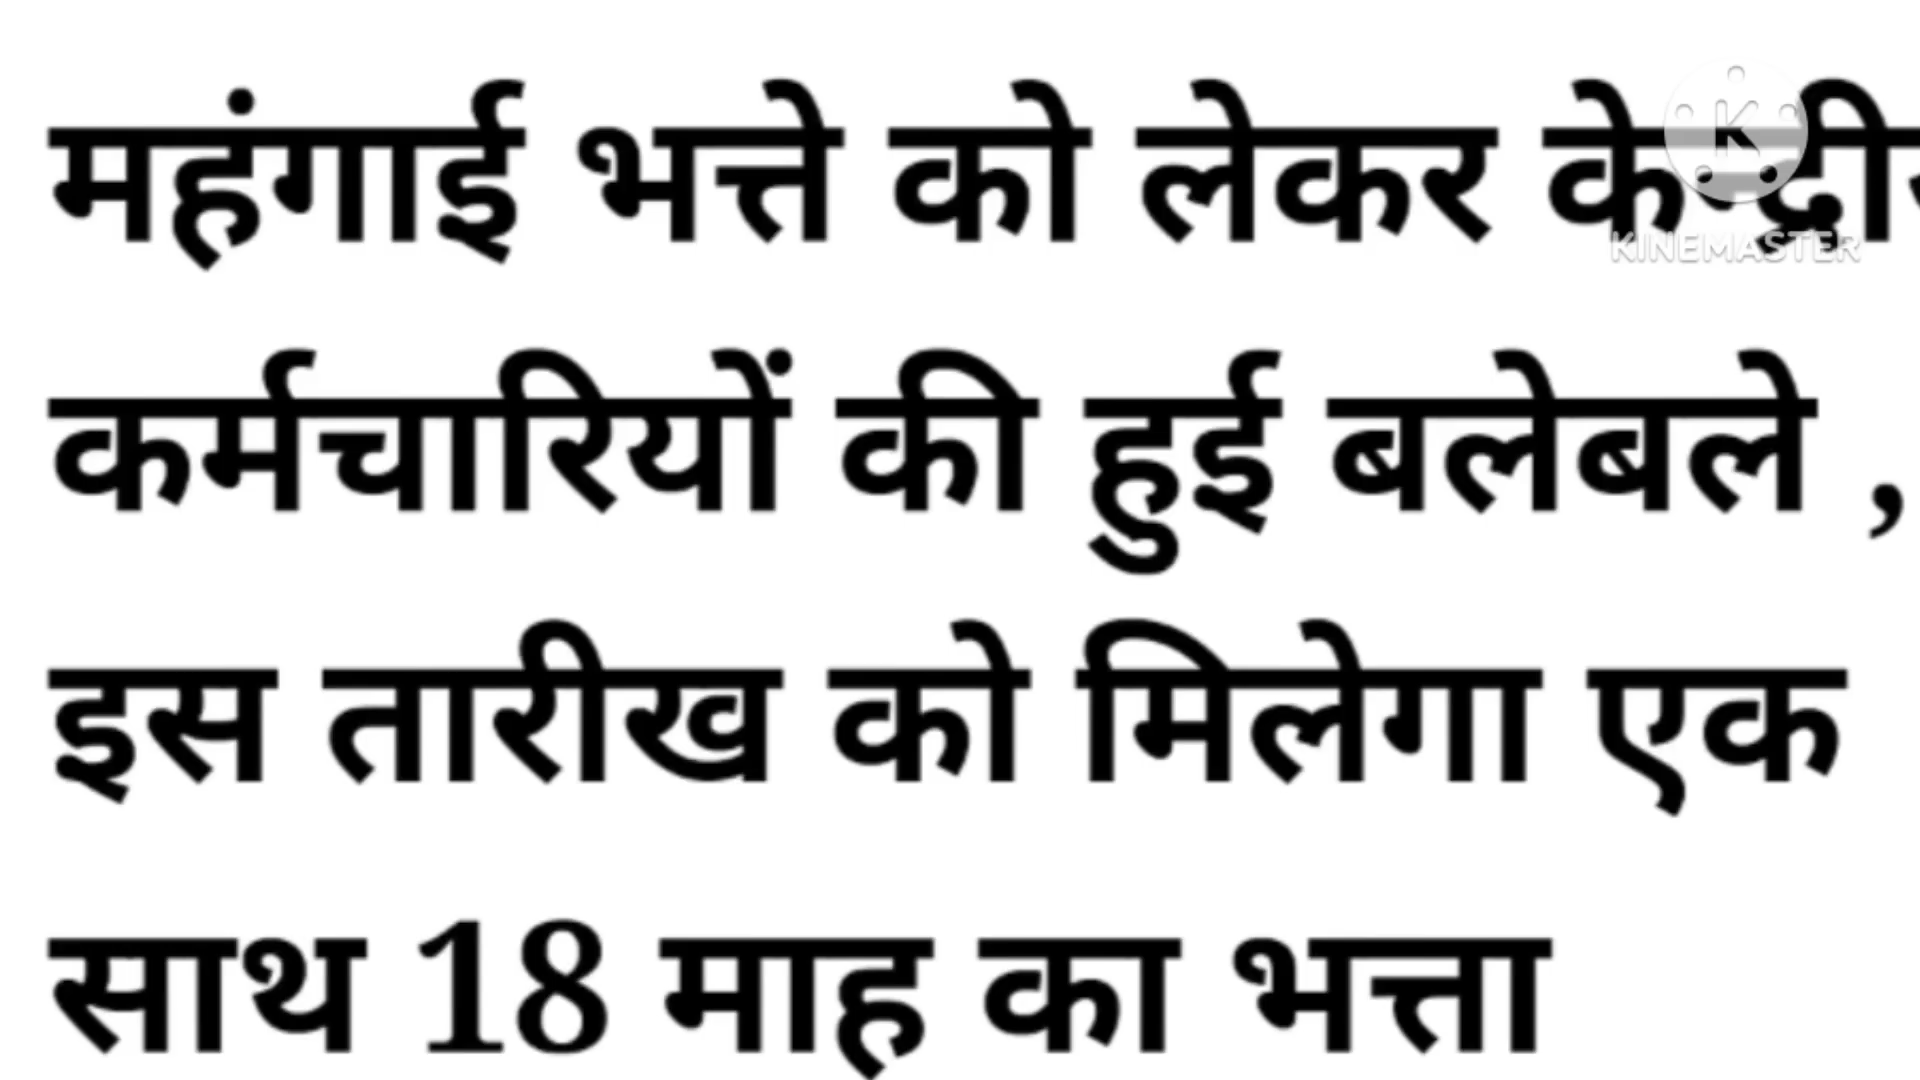 महंगाई भत्ते को लेकर
कर्मचारियों की हुई बलेबले ,
इस तारीख को मिलेगा एक
साथ 18 माह का भत्ता
KINEMASTER